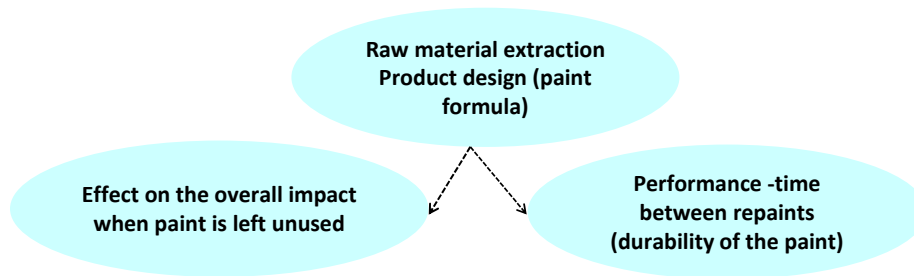 Raw material extraction
Product design (paint
formula)
Effect on the overall impact
when paint is left unused
Performance -time
between repaints
(durability of the paint)